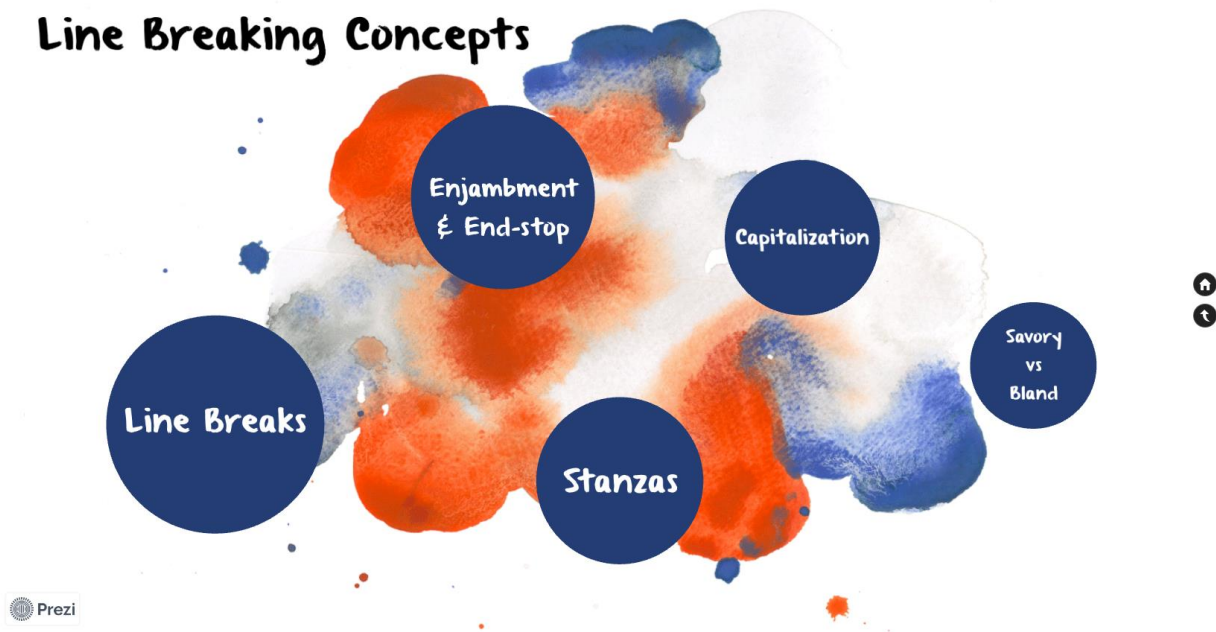 Line Breaking Concepts
Enjambment
& End-stop
Capitalization
Savory
vs
Bland
Line Breaks
Stanzas
Prezi